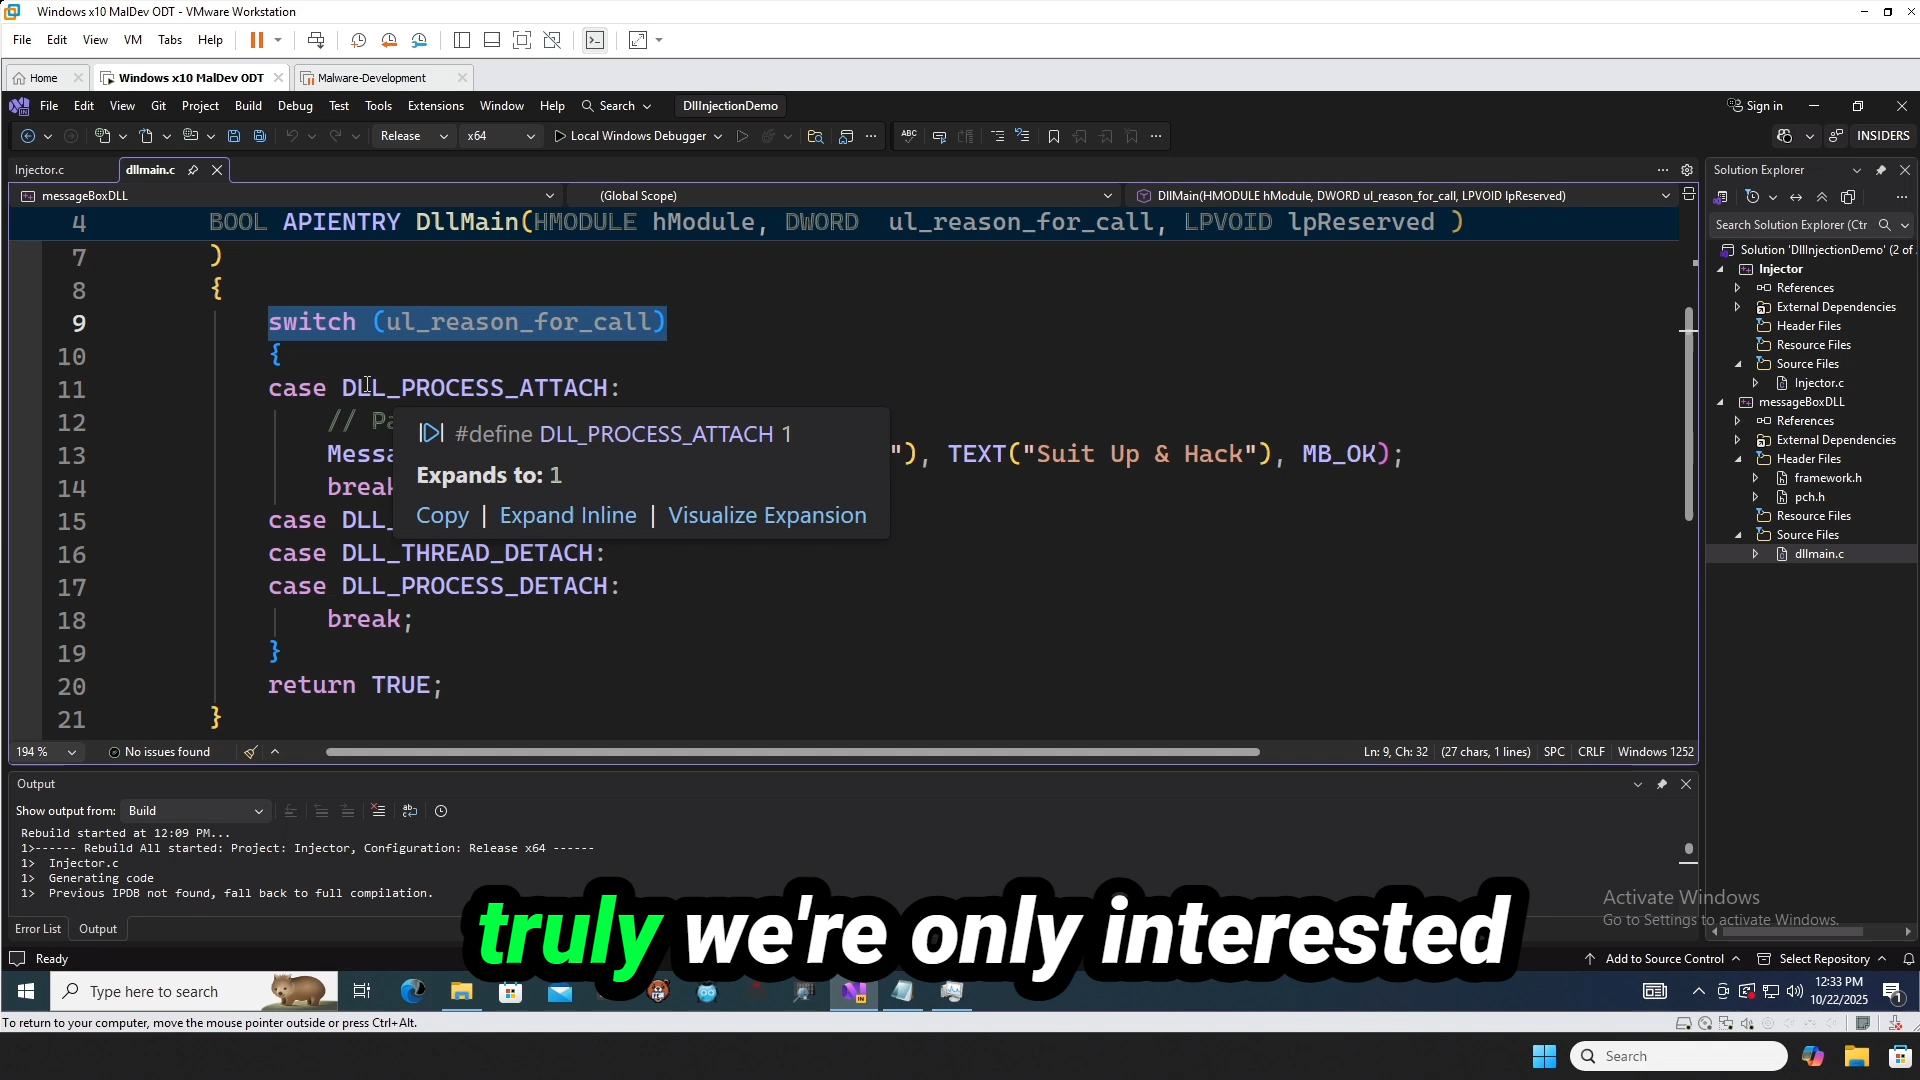 Windows x10 MalDev ODT - VMware Workstation
File Edit View VM Tabs Help
Home Windows x10 MalDev ODT Malware-Development
File Edit View Git Project Build Debug Test Tools Extensions Window Help Search DllInjectionDemo Sign in
Release x64 Local Windows Debugger INSIDERS
Injector.c dllmain.c
messageBoxDLL (Global Scope) DllMain(HMODULE hModule, DWORD ul_reason_for_call, LPVOID lpReserved)
4 BOOL APIENTRY DllMain(HMODULE hModule, DWORD ul_reason_for_call, LPVOID lpReserved )
7 )
8 {
9 switch (ul_reason_for_call)
10 {
11 case DLL_PROCESS_ATTACH:
12 // Pa
13 Messa "), TEXT("Suit Up & Hack"), MB_OK);
14 break
15 case DLL_
16 case DLL_THREAD_DETACH:
17 case DLL_PROCESS_DETACH:
18 break;
19 }
20 return TRUE;
21 }
#define DLL_PROCESS_ATTACH 1
Expands to: 1
Copy | Expand Inline | Visualize Expansion
194 % No issues found Ln: 9, Ch: 32 (27 chars, 1 lines) SPC CRLF Windows 1252
Solution Explorer
Search Solution Explorer (Ctr
Solution 'DllInjectionDemo' (2 of
Injector
References
External Dependencies
Header Files
Resource Files
Source Files
Injector.c
messageBoxDLL
References
External Dependencies
Header Files
framework.h
pch.h
Resource Files
Source Files
dllmain.c
Output
Show output from: Build
Rebuild started at 12:09 PM...
1>------ Rebuild All started: Project: Injector, Configuration: Release x64 ------
1> Injector.c
1> Generating code
1> Previous IPDB not found, fall back to full compilation.
Error List Output
truly we're only interested
Activate Windows
Go to Settings to activate Windows.
Ready Add to Source Control Select Repository
Type here to search
12:33 PM
10/22/2025
1
To return to your computer, move the mouse pointer outside or press Ctrl+Alt.
Search